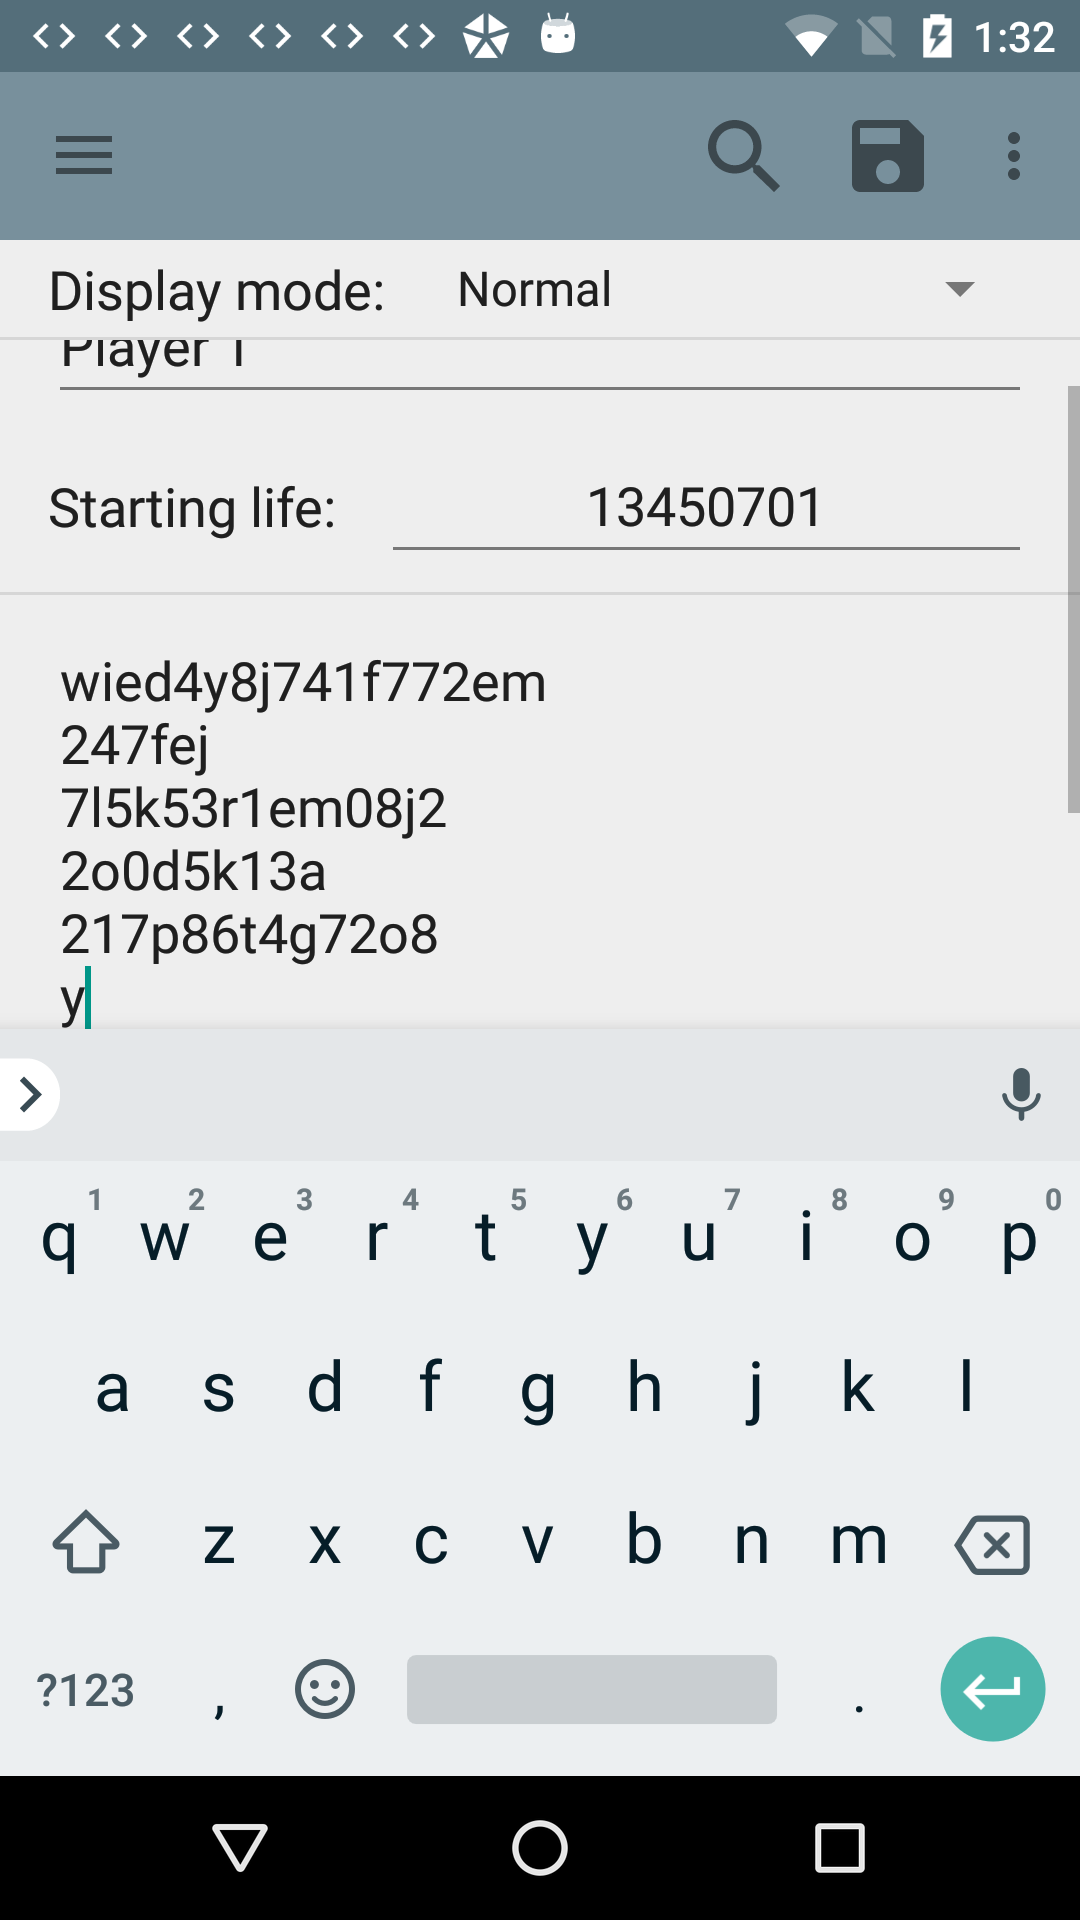 1:32
Display mode: Normal
Player 1
Starting life: 13450701
wied4y8j741f772em
247fej
7l5k53r1em08j2
2o0d5k13a
217p86t4g72o8
y
1 2 3 4 5 6 7 8 9 0
q w e r t y u i o p
a s d f g h j k l
z x c v b n m
?123 , .